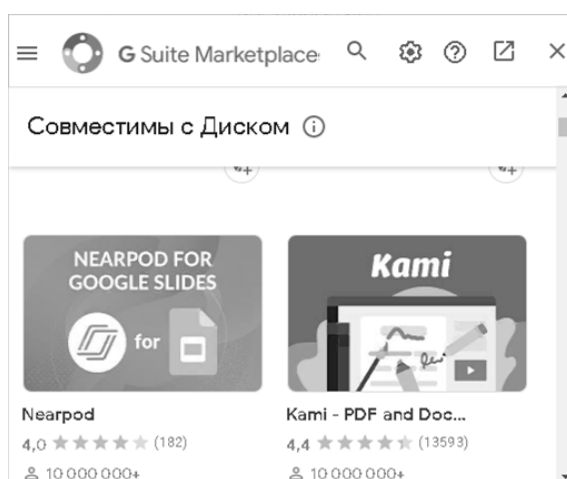 G Suite Marketplace
Совместимы с Диском
NEARPOD FOR
GOOGLE SLIDES
for
Kami
Nearpod
Kami - PDF and Doc...
4,0 (182)
4,4 (13593)
10 000 000+
10 000 000+